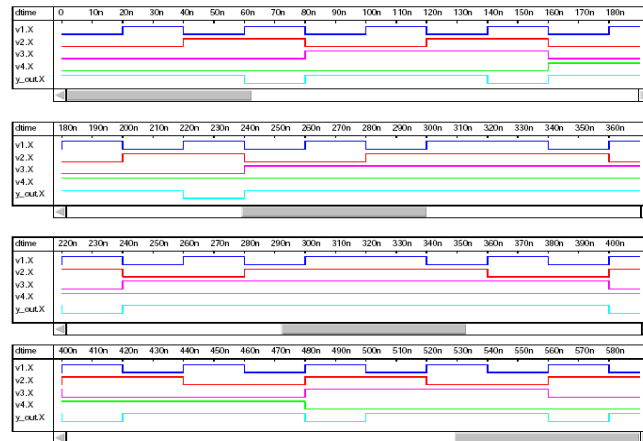 dtime 0 10n 20n 30n 40n 50n 60n 70n 80n 90n 100n 110n 120n 130n 140n 150n 160n 170n 180n
v1.X
v2.X
v3.X
v4.X
y_out.X
dtime 180n 190n 200n 210n 220n 230n 240n 250n 260n 270n 280n 290n 300n 310n 320n 330n 340n 350n 360n
v1.X
v2.X
v3.X
v4.X
y_out.X
dtime 220n 230n 240n 250n 260n 270n 280n 290n 300n 310n 320n 330n 340n 350n 360n 370n 380n 390n 400n
v1.X
v2.X
v3.X
v4.X
y_out.X
dtime 400n 410n 420n 430n 440n 450n 460n 470n 480n 490n 500n 510n 520n 530n 540n 550n 560n 570n 580n
v1.X
v2.X
v3.X
v4.X
y_out.X